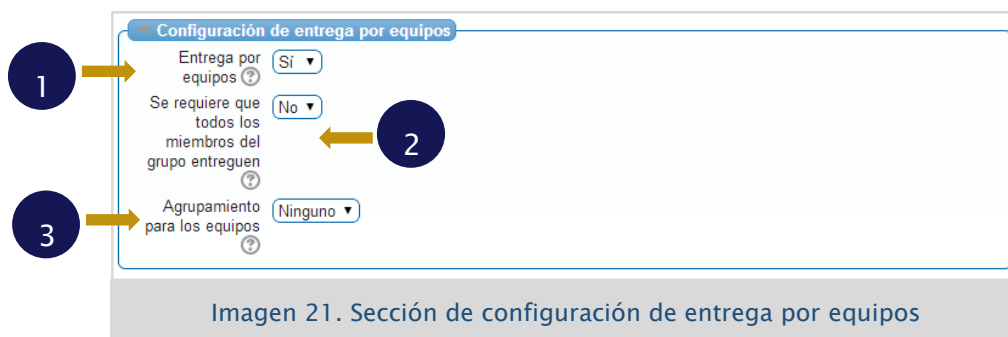 Configuración de entrega por equipos
1
Entrega por
equipos ?
Sí
Se requiere que
todos los
miembros del
grupo entreguen
?
No
2
3
Agrupamiento
para los equipos
?
Ninguno
Imagen 21. Sección de configuración de entrega por equipos